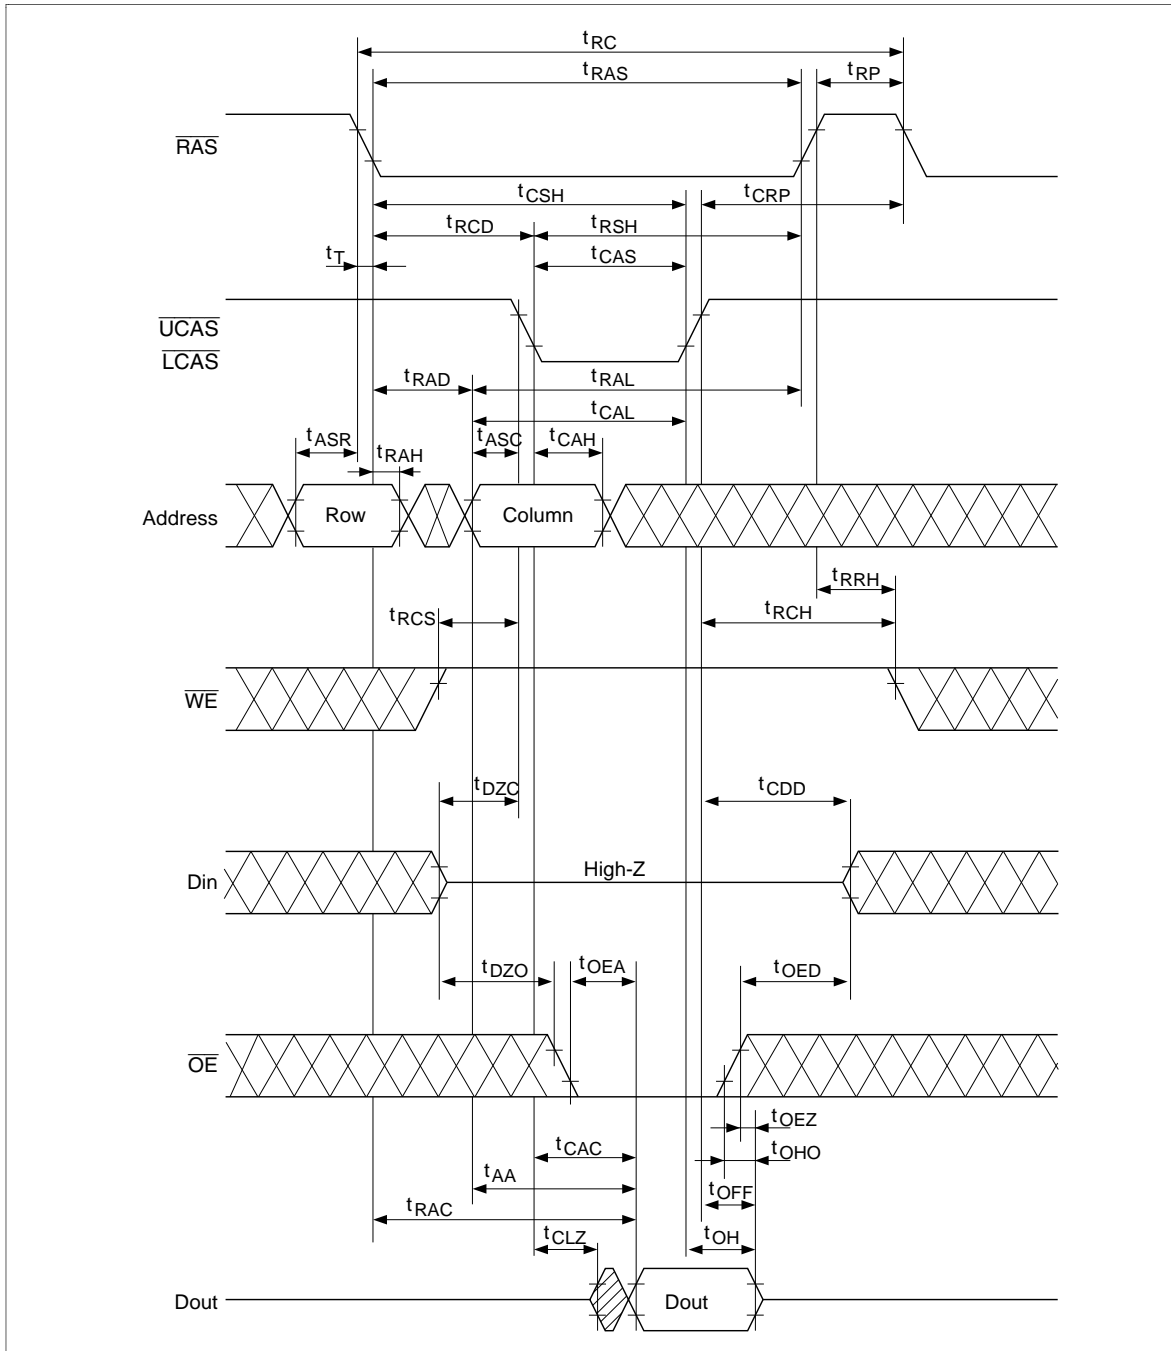 tRC
tRAS
tRP
RAS
tCSH
tCRP
tRCD
tRSH
tT
tCAS
UCAS
LCAS
tRAD
tRAL
tCAL
tASR
tASC
tCAH
tRAH
Address
Row
Column
tRRH
tRCS
tRCH
WE
tDZC
tCDD
Din
High-Z
tDZO
tOEA
tOED
OE
tOEZ
tCAC
tOHO
tAA
tOFF
tRAC
tCLZ
tOH
Dout
Dout